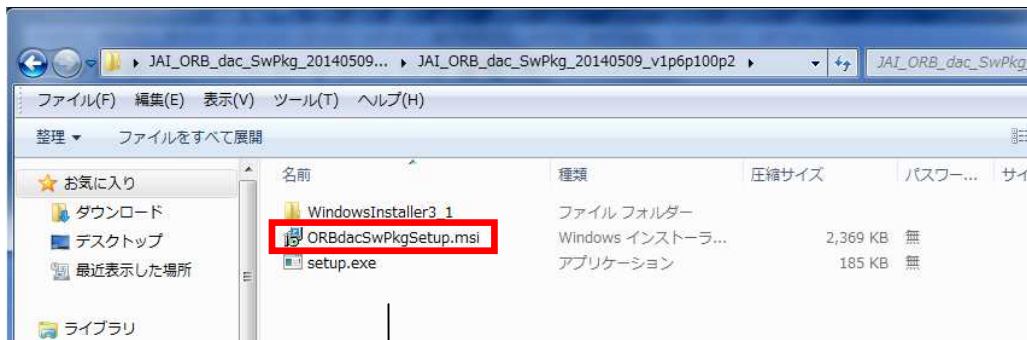 JAI_ORB_dac_SwPkg_20140509... ▸ JAI_ORB_dac_SwPkg_20140509_v1p6p100p2 ▸ JAI_ORB_dac_SwPkg_
ファイル(F) 編集(E) 表示(V) ツール(T) ヘルプ(H)
整理 ▼ ファイルをすべて展開
お気に入り 名前 種類 圧縮サイズ パスワー... サイ
ダウンロード WindowsInstaller3_1 ファイル フォルダー
デスクトップ ORBdacSwPkgSetup.msi Windows インストーラ... 2,369 KB 無
最近表示した場所 setup.exe アプリケーション 185 KB 無
ライブラリ